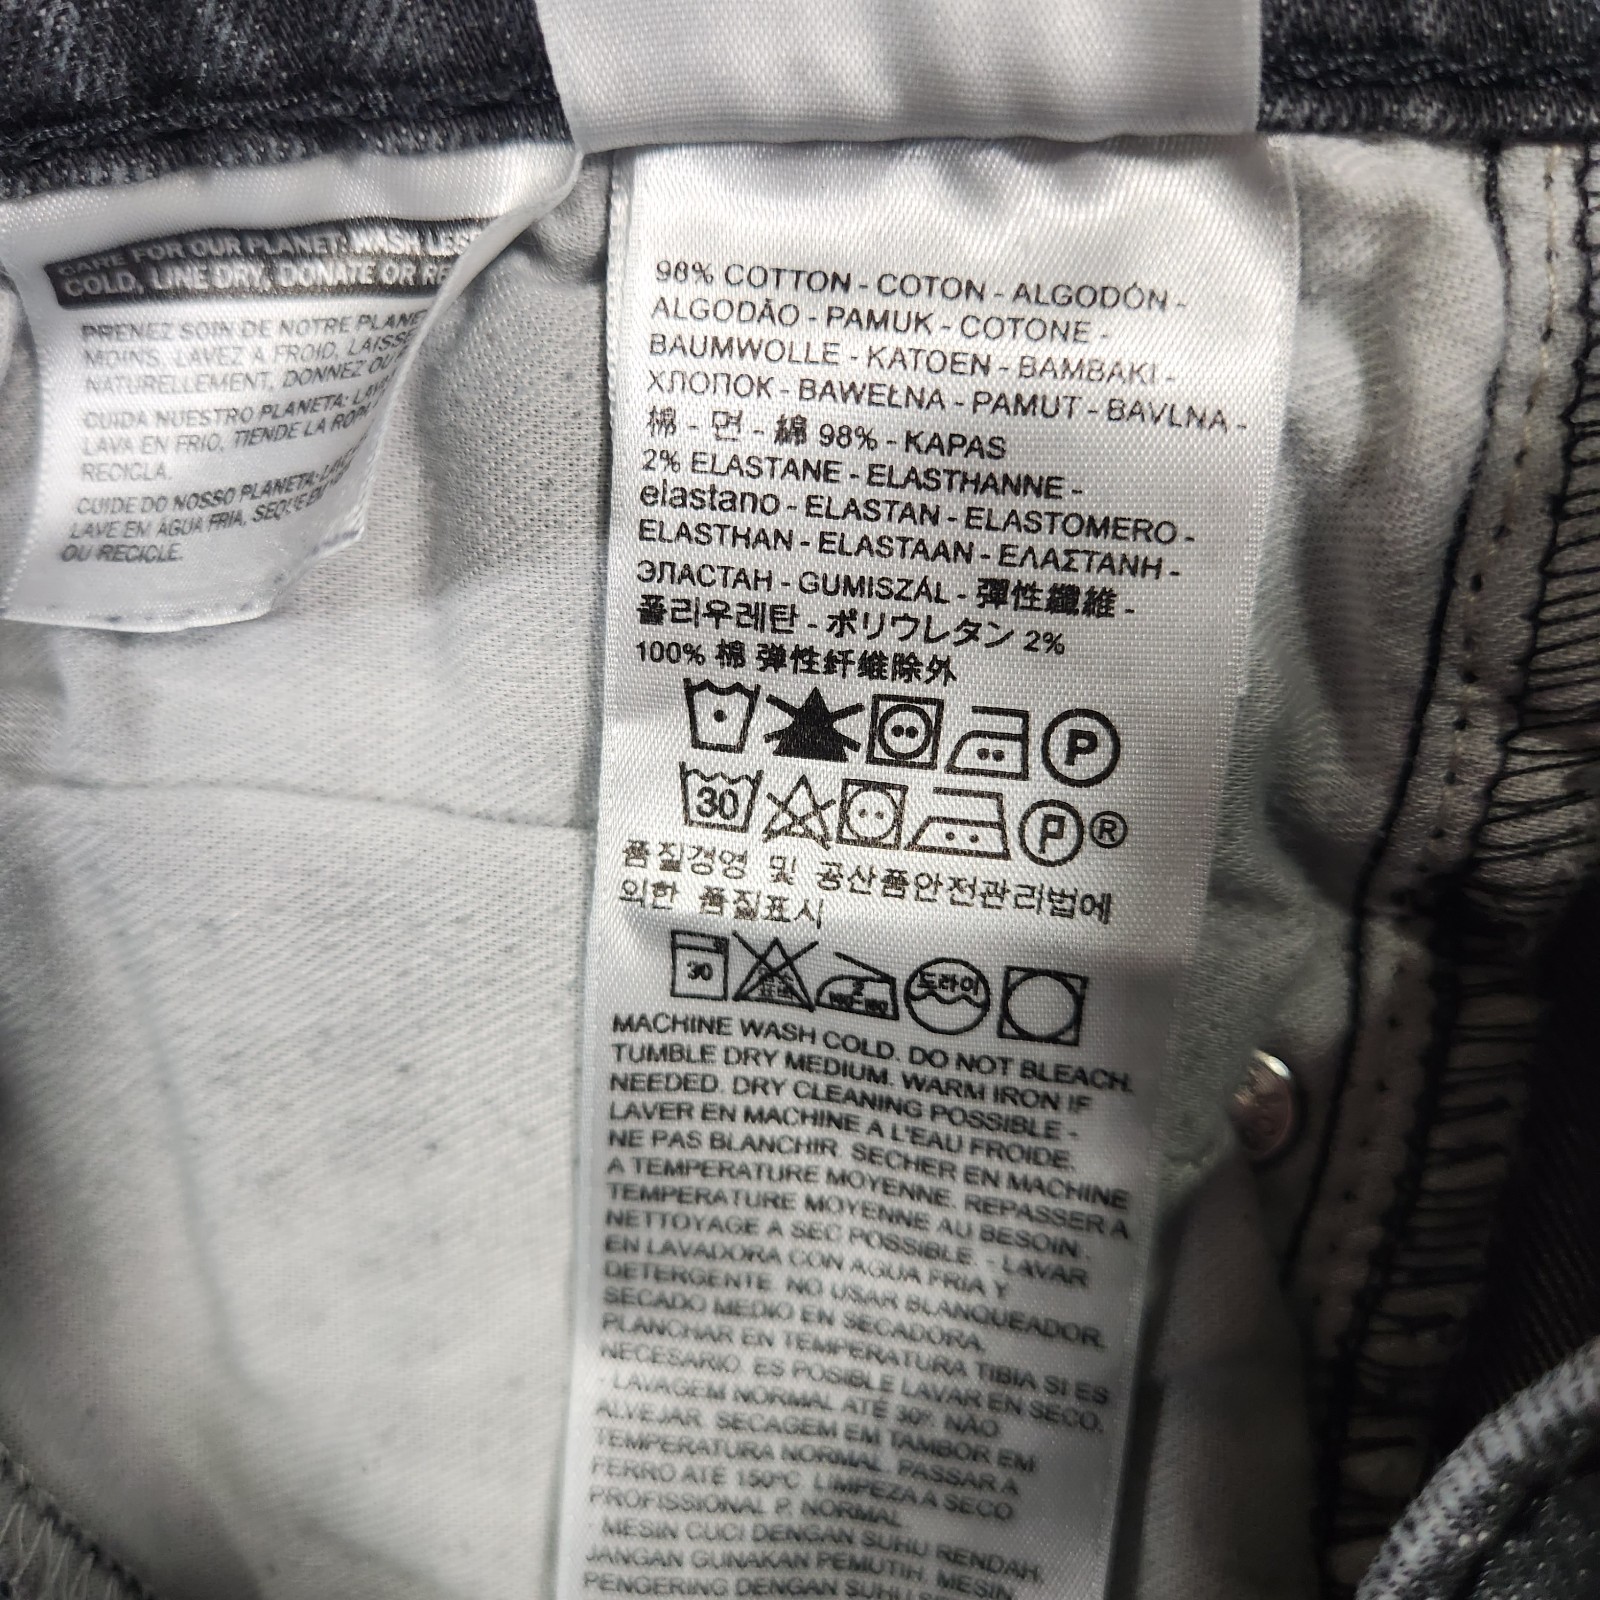 CARE FOR OUR PLANET: WASH LESS
COLD, LINE DRY, DONATE OR RE
PRENEZ SOIN DE NOTRE PLANE
MOINS, LAVEZ A FROID, LAISSE
NATURELLEMENT, DONNEZ OU
CUIDA NUESTRO PLANETA: LAV
LAVA EN FRIO, TIENDE LA ROP
RECICLA.
CUIDE DO NOSSO PLANETA:
LAVE EM ÁGUA FRIA, SEQUE
OU RECICLE.
98% COTTON - COTON - ALGODÓN -
ALGODÃO - PAMUK - COTONE -
BAUMWOLLE - KATOEN - BAMBAKI -
ХЛОПОК - BAWEŁNA - PAMUT - BAVLNA -
棉 - 면 - 綿 98% - KAPAS
2% ELASTANE - ELASTHANNE -
elastano - ELASTAN - ELASTOMERO -
ELASTHAN - ELASTAAN - ΕΛΑΣΤΑΝΗ -
ЭЛАСТАН - GUMISZÁL - 彈性纖維 -
폴리우레탄 - ポリウレタン 2%
100% 棉 弹性纤维除外
P
30 P ®
품질경영 및 공산품안전관리법에
의한 품질표시
30 드라이
MACHINE WASH COLD. DO NOT BLEACH.
TUMBLE DRY MEDIUM. WARM IRON IF
NEEDED. DRY CLEANING POSSIBLE -
LAVER EN MACHINE A L'EAU FROIDE.
NE PAS BLANCHIR. SECHER EN MACHINE
A TEMPERATURE MOYENNE. REPASSER A
TEMPERATURE MOYENNE AU BESOIN.
NETTOYAGE A SEC POSSIBLE. - LAVAR
EN LAVADORA CON AGUA FRIA Y
DETERGENTE. NO USAR BLANQUEADOR.
SECADO MEDIO EN SECADORA.
PLANCHAR EN TEMPERATURA TIBIA SI ES
NECESARIO. ES POSIBLE LAVAR EN SECO.
- LAVAGEM NORMAL ATÉ 30º. NÃO
ALVEJAR. SECAGEM EM TAMBOR EM
TEMPERATURA NORMAL. PASSAR A
FERRO ATÉ 150ºC. LIMPEZA A SECO
PROFISSIONAL P, NORMAL
- MESIN CUCI DENGAN SUHU RENDAH,
JANGAN GUNAKAN PEMUTIH, MESIN
PENGERING DENGAN SUHU